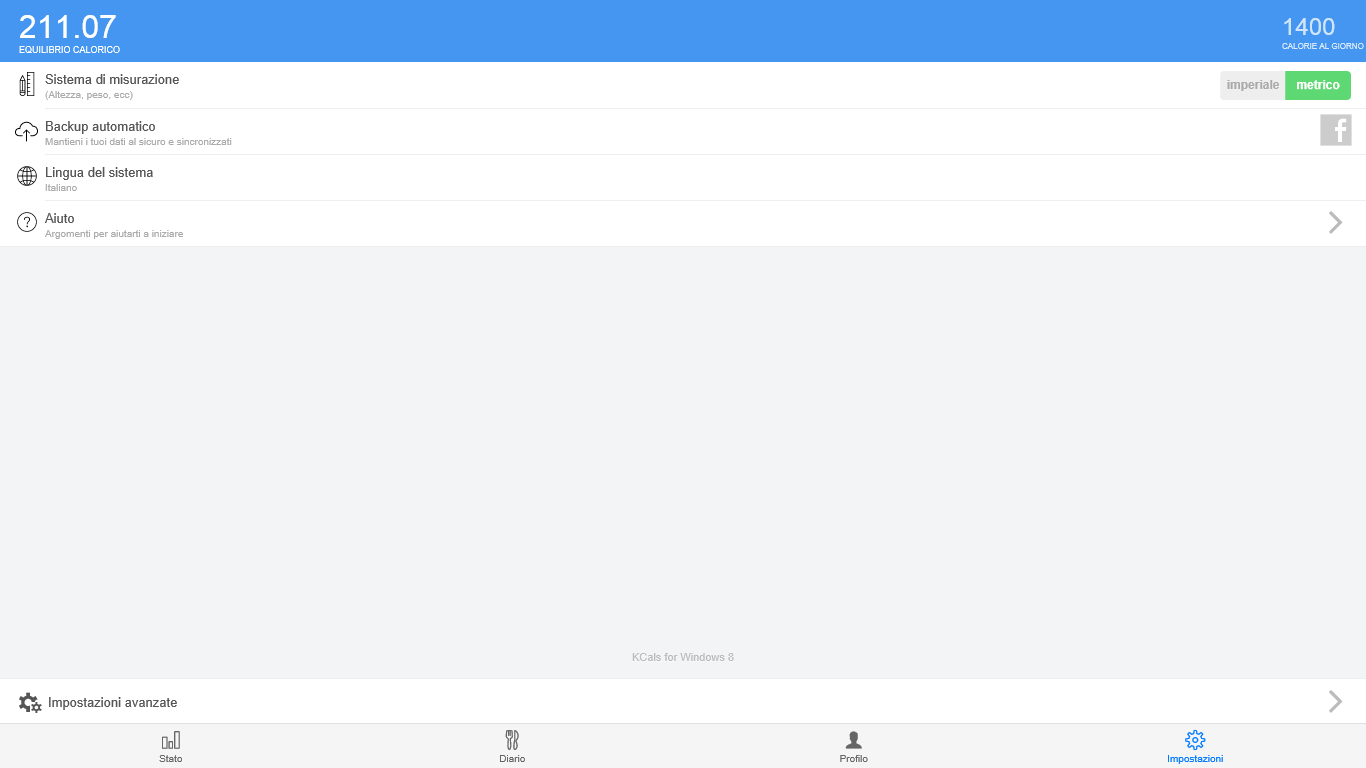 211.07
EQUILIBRIO CALORICO
1400
CALORIE AL GIORNO
Sistema di misurazione
(Altezza, peso, ecc)
imperiale metrico
Backup automatico
Mantieni i tuoi dati al sicuro e sincronizzati
f
Lingua del sistema
Italiano
Aiuto
Argomenti per aiutarti a iniziare
KCals for Windows 8
Impostazioni avanzate
Stato
Diario
Profilo
Impostazioni